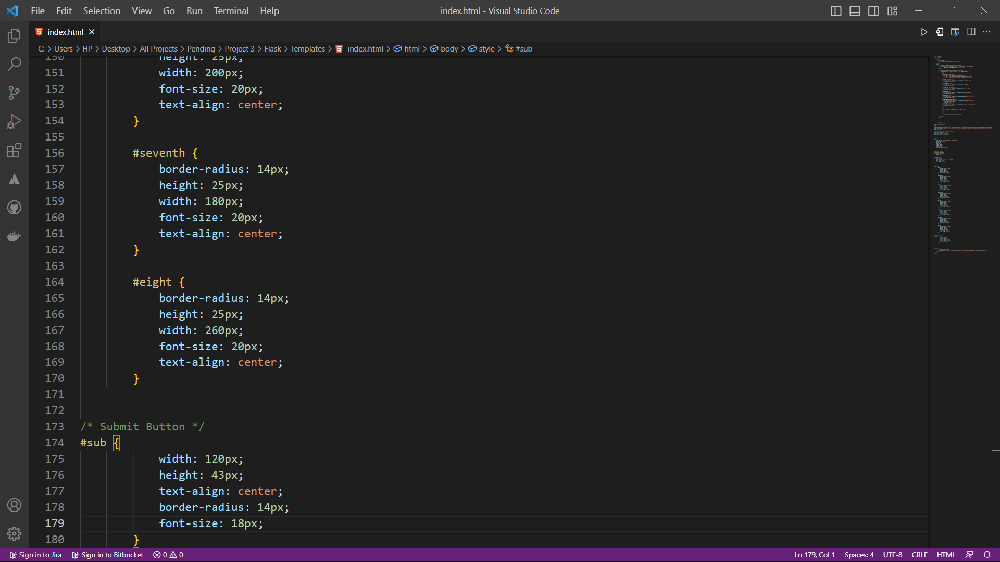 File Edit Selection View Go Run Terminal Help
index.html - Visual Studio Code
index.html
C: > Users > HP > Desktop > All Projects > Pending > Project 3 > Flask > Templates > index.html > html > body > style > #sub
150 height: 25px;
151 width: 200px;
152 font-size: 20px;
153 text-align: center;
154 }
155
156 #seventh {
157 border-radius: 14px;
158 height: 25px;
159 width: 180px;
160 font-size: 20px;
161 text-align: center;
162 }
163
164 #eight {
165 border-radius: 14px;
166 height: 25px;
167 width: 260px;
168 font-size: 20px;
169 text-align: center;
170 }
171
172
173 /* Submit Button */
174 #sub {
175 width: 120px;
176 height: 43px;
177 text-align: center;
178 border-radius: 14px;
179 font-size: 18px;
180 }
Sign in to Jira Sign in to Bitbucket 0 0 Ln 179, Col 1 Spaces: 4 UTF-8 CRLF HTML